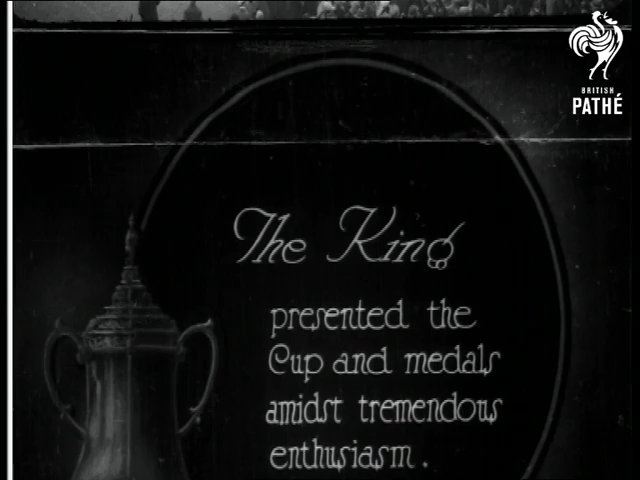 BRITISH
PATHÉ
The King
presented the
Cup and medals
amidst tremendous
enthusiasm.